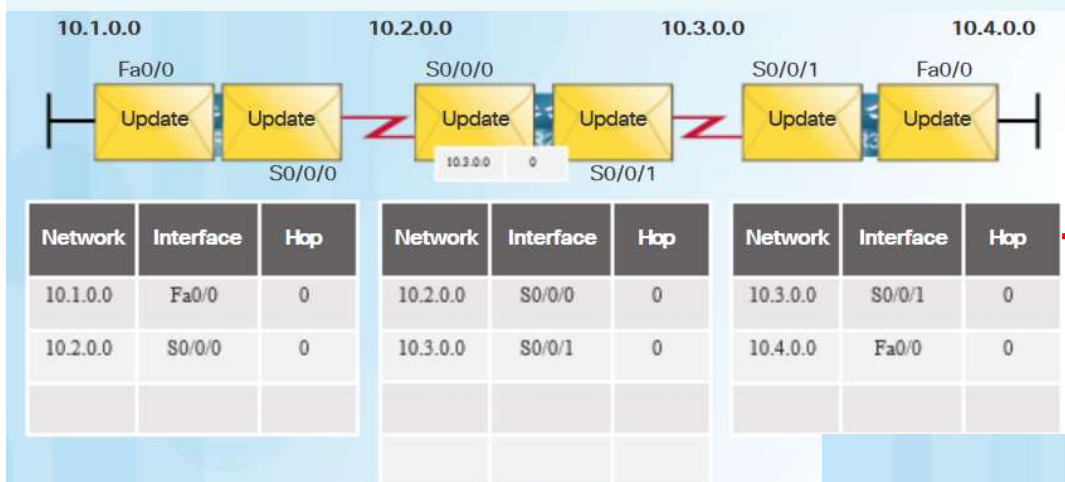 10.1.0.0 10.2.0.0 10.3.0.0 10.4.0.0
Fa0/0 S0/0/0 S0/0/1 Fa0/0
Update Update Update Update Update Update
10.3.0.0 0
S0/0/0 S0/0/1
Network Interface Hop Network Interface Hop Network Interface Hop
10.1.0.0 Fa0/0 0 10.2.0.0 S0/0/0 0 10.3.0.0 S0/0/1 0
10.2.0.0 S0/0/0 0 10.3.0.0 S0/0/1 0 10.4.0.0 Fa0/0 0